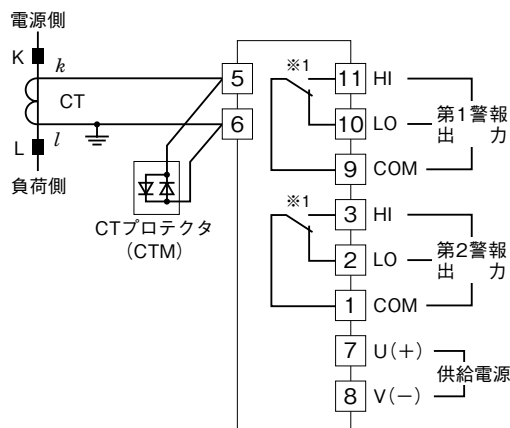 電源側
K
k
CT
l
L
負荷側
CTプロテクタ
（CTM）
5
6
※1
11 HI
10 LO
9 COM
第1警報
出　力
※1
3 HI
2 LO
1 COM
第2警報
出　力
7 U(＋)
8 V(－)
供給電源